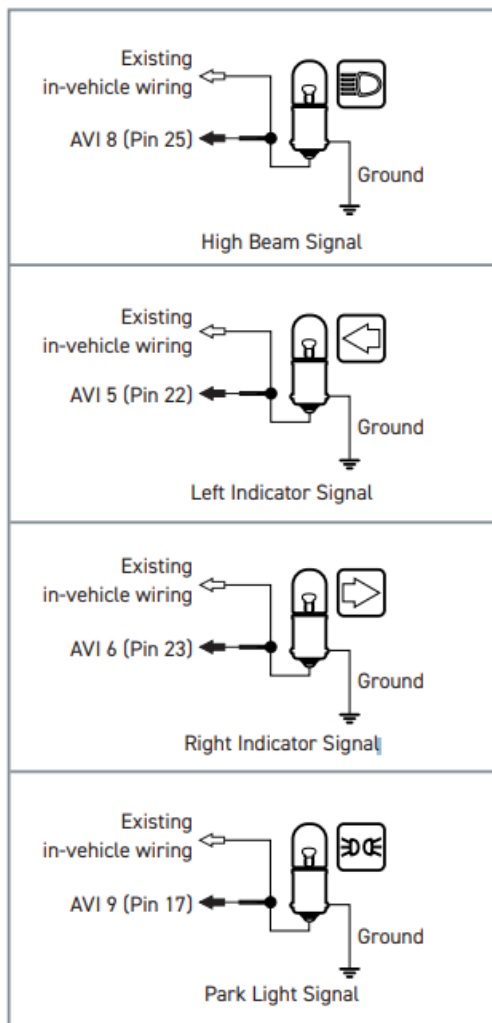 Existing
in-vehicle wiring
AVI 8 (Pin 25)
Ground
High Beam Signal
Existing
in-vehicle wiring
AVI 5 (Pin 22)
Ground
Left Indicator Signal
Existing
in-vehicle wiring
AVI 6 (Pin 23)
Ground
Right Indicator Signal
Existing
in-vehicle wiring
AVI 9 (Pin 17)
Ground
Park Light Signal